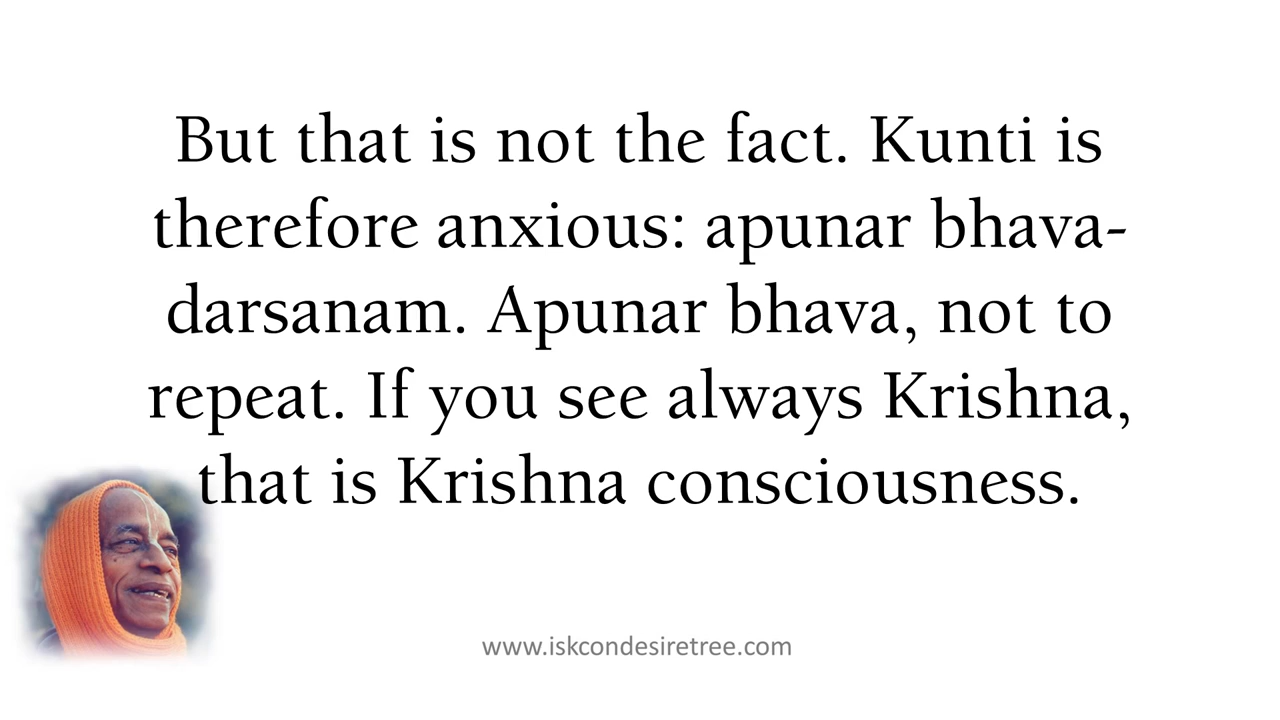 But that is not the fact. Kunti is
therefore anxious: apunar bhava-
darsanam. Apunar bhava, not to
repeat. If you see always Krishna,
that is Krishna consciousness.
www.iskcondesiretree.com